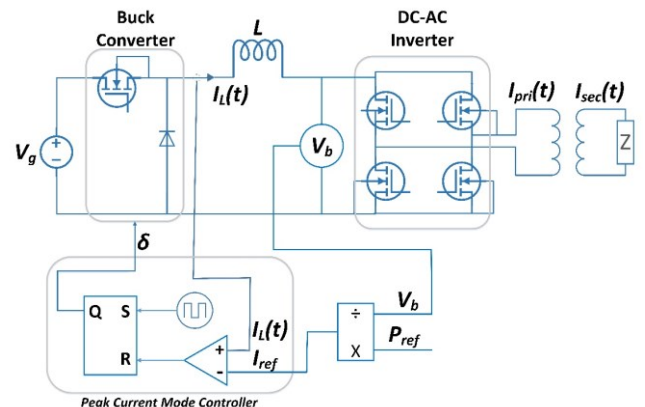 Buck
Converter
L
DC-AC
Inverter
I_L(t)
I_pri(t)
I_sec(t)
V_g
+
−
V_b
Z
δ
Q
S
R
I_L(t)
+
-
I_ref
÷
X
V_b
P_ref
Peak Current Mode Controller